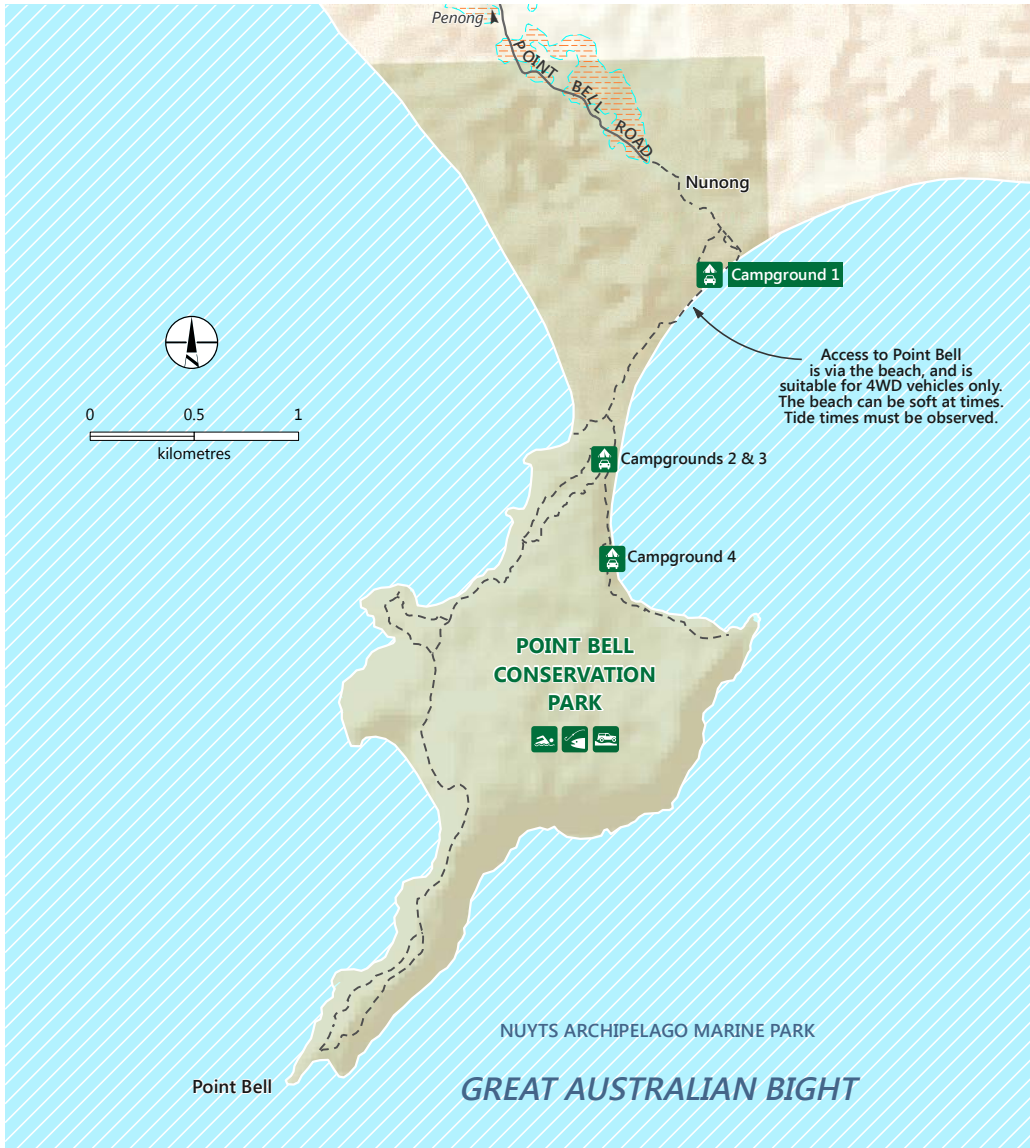 Penong
POINT BELL ROAD
Nunong
Campground 1
Access to Point Bell
is via the beach, and is
suitable for 4WD vehicles only.
The beach can be soft at times.
Tide times must be observed.
0 0.5 1
kilometres
Campgrounds 2 & 3
Campground 4
POINT BELL
CONSERVATION
PARK
NUYTS ARCHIPELAGO MARINE PARK
Point Bell
GREAT AUSTRALIAN BIGHT